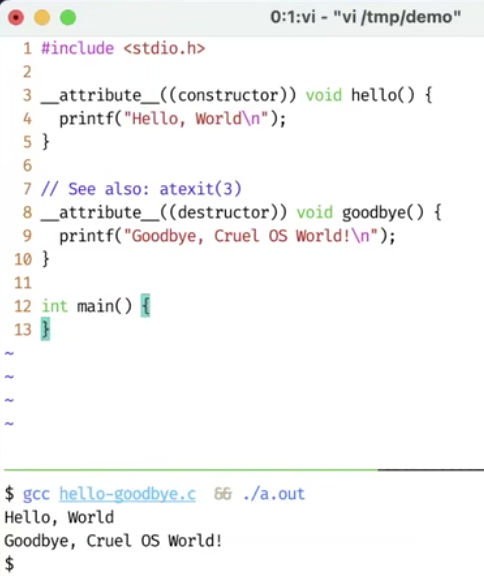 0:1:vi - "vi /tmp/demo"
1 #include <stdio.h>
2
3 __attribute__((constructor)) void hello() {
4   printf("Hello, World\n");
5 }
6
7 // See also: atexit(3)
8 __attribute__((destructor)) void goodbye() {
9   printf("Goodbye, Cruel OS World!\n");
10 }
11
12 int main() {
13 }
~
~
~
~
$ gcc hello-goodbye.c && ./a.out
Hello, World
Goodbye, Cruel OS World!
$